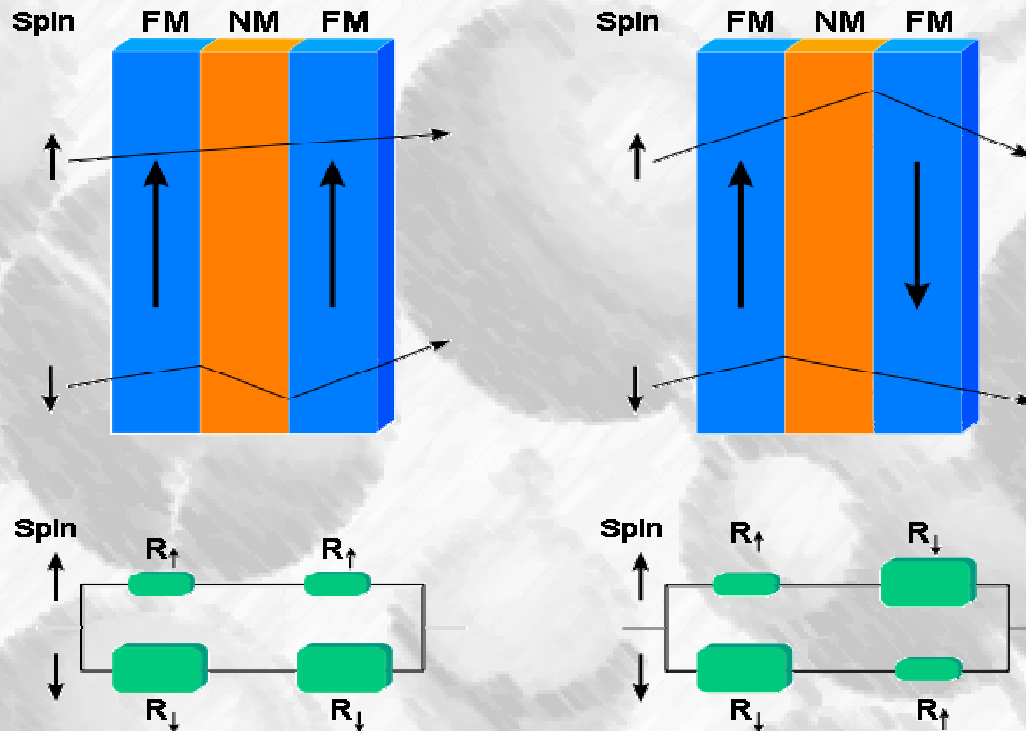 Spin FM NM FM
Spin FM NM FM
Spin
R↑ R↑
R↓ R↓
Spin
R↑ R↓
R↓ R↑